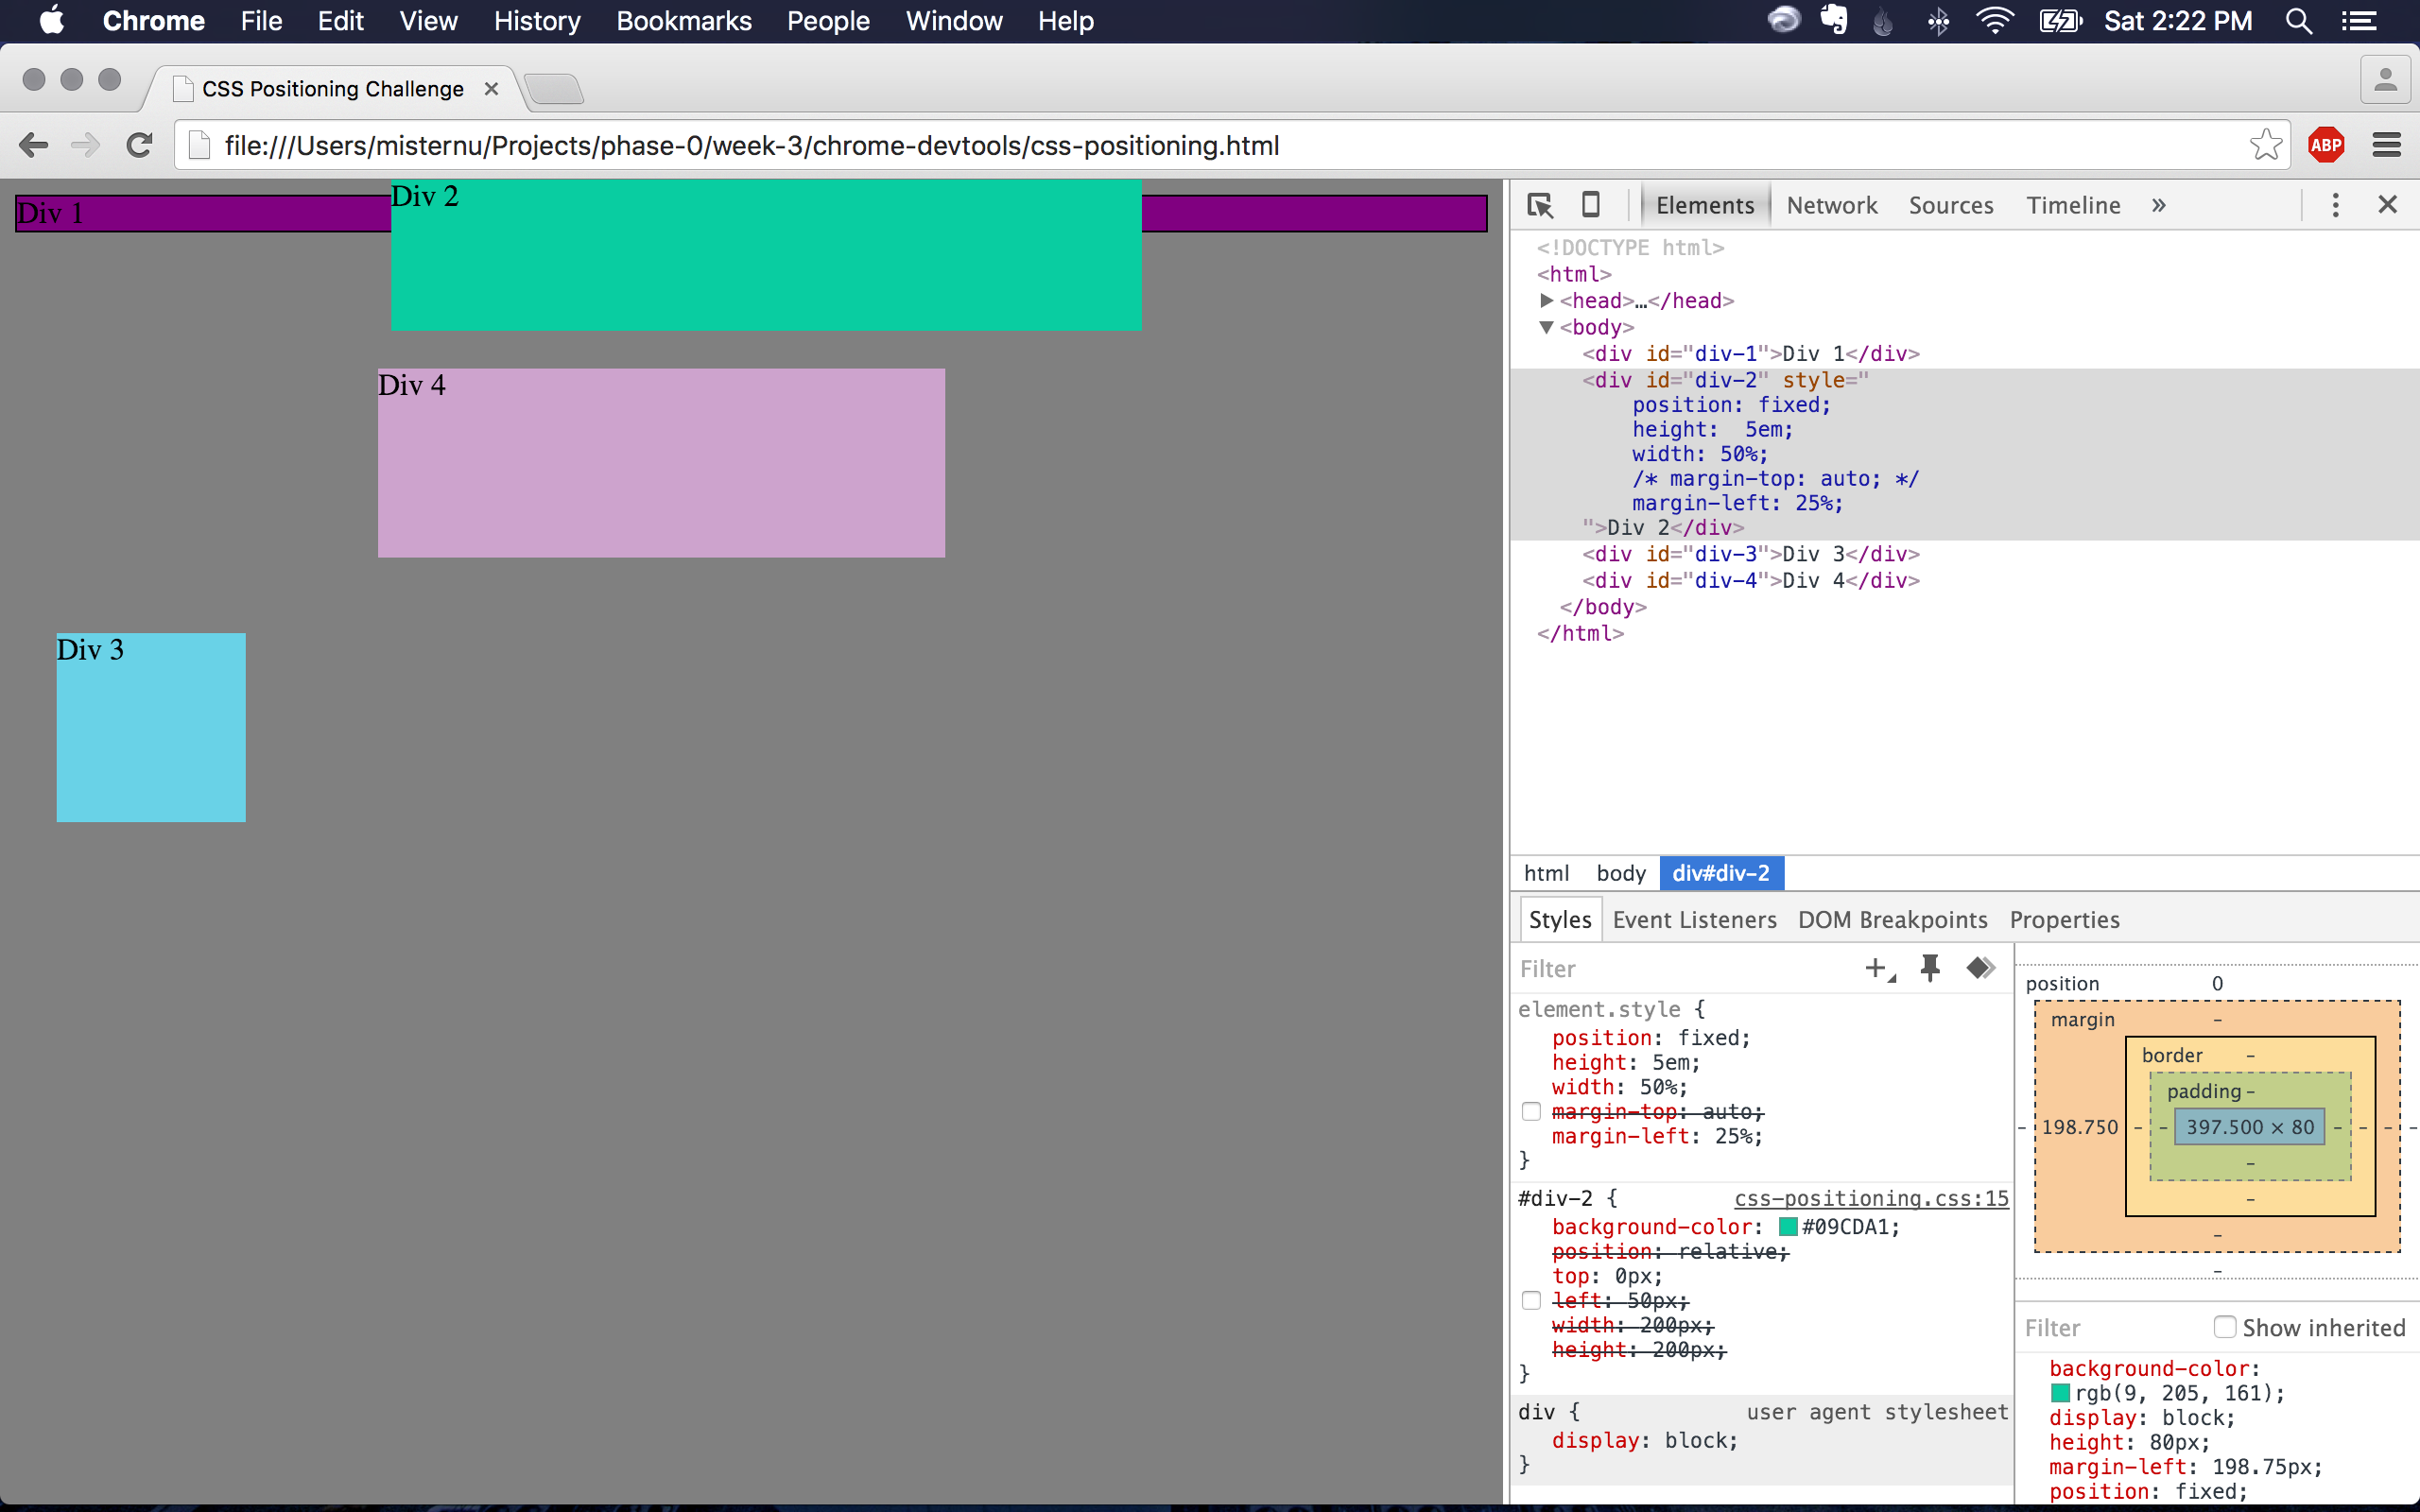 Chrome File Edit View History Bookmarks People Window Help Sat 2:22 PM
CSS Positioning Challenge ×
file:///Users/misternu/Projects/phase-0/week-3/chrome-devtools/css-positioning.html ABP
Div 1
Div 2
Div 4
Div 3
Elements Network Sources Timeline »
<!DOCTYPE html>
<html>
<head>…</head>
<body>
<div id="div-1">Div 1</div>
<div id="div-2" style="
position: fixed;
height:  5em;
width: 50%;
/* margin-top: auto; */
margin-left: 25%;
">Div 2</div>
<div id="div-3">Div 3</div>
<div id="div-4">Div 4</div>
</body>
</html>
html body div#div-2
Styles Event Listeners DOM Breakpoints Properties
Filter
element.style {
position: fixed;
height: 5em;
width: 50%;
margin-top: auto;
margin-left: 25%;
}
#div-2 { css-positioning.css:15
background-color: #09CDA1;
position: relative;
top: 0px;
left: 50px;
width: 200px;
height: 200px;
}
div { user agent stylesheet
display: block;
}
position 0
margin -
border -
padding -
- 198.750 - - 397.500 × 80 - - - -
-
-
-
-
Filter Show inherited
background-color:
rgb(9, 205, 161);
display: block;
height: 80px;
margin-left: 198.75px;
position: fixed;